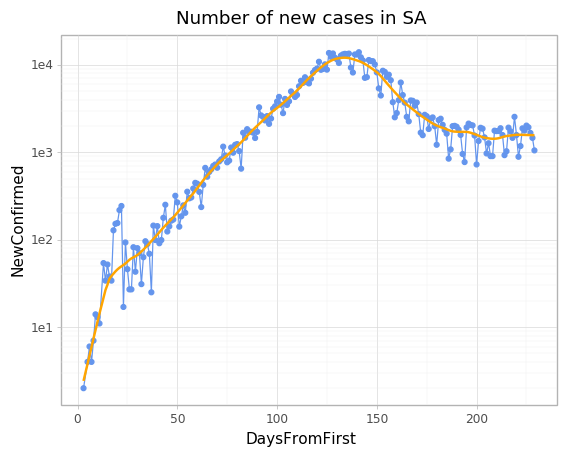 Number of new cases in SA
1e4
1e3
1e2
1e1
NewConfirmed
0 50 100 150 200
DaysFromFirst